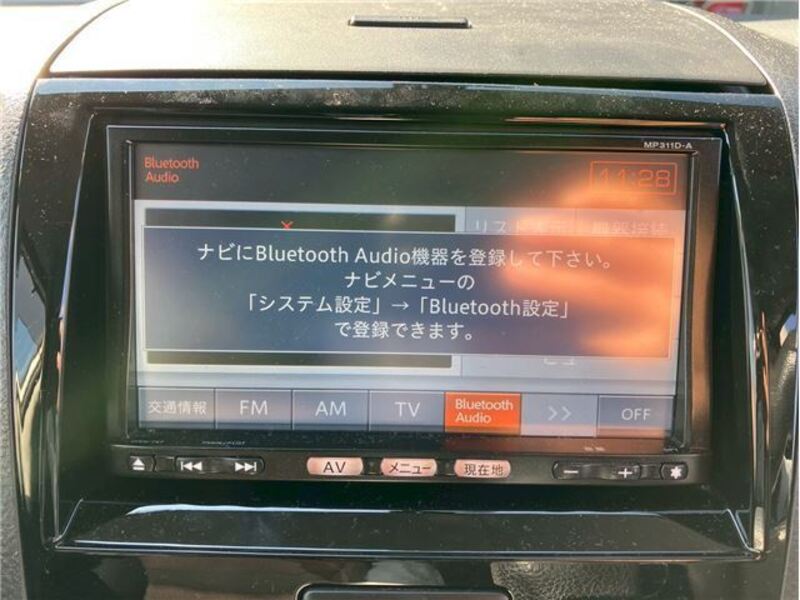 MP311D-A
Bluetooth
Audio
11:28
リスト
ナビにBluetooth Audio機器を登録して下さい。
ナビメニューの
「システム設定」→「Bluetooth設定」
で登録できます。
交通情報 FM AM TV Bluetooth Audio >> OFF
AV メニュー 現在地
− +